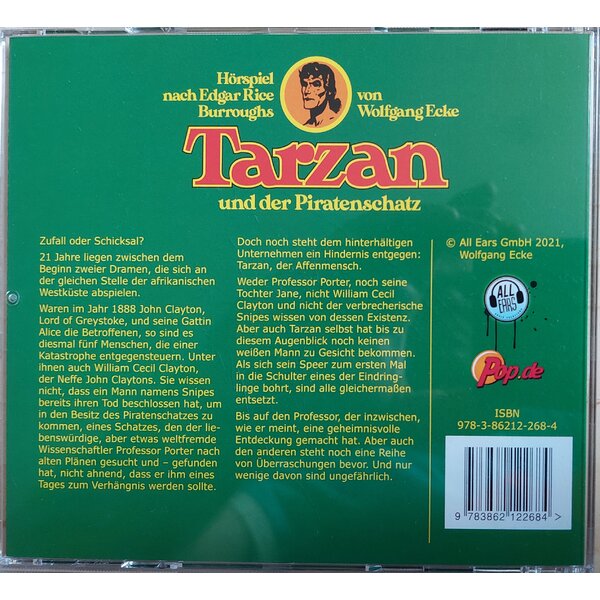 Hörspiel
nach Edgar Rice
Burroughs
von
Wolfgang Ecke
Tarzan
und der Piratenschatz
Zufall oder Schicksal?
21 Jahre liegen zwischen dem
Beginn zweier Dramen, die sich an
der gleichen Stelle der afrikanischen
Westküste abspielen.
Waren im Jahr 1888 John Clayton,
Lord of Greystoke, und seine Gattin
Alice die Betroffenen, so sind es
diesmal fünf Menschen, die einer
Katastrophe entgegensteuern. Unter
ihnen auch William Cecil Clayton,
der Neffe John Claytons. Sie wissen
nicht, dass ein Mann namens Snipes
bereits ihren Tod beschlossen hat, um
in den Besitz des Piratenschatzes zu
kommen, eines Schatzes, den der lie-
benswürdige, aber etwas weltfremde
Wissenschaftler Professor Porter nach
alten Plänen gesucht und – gefunden
hat, nicht ahnend, dass er ihm eines
Tages zum Verhängnis werden sollte.
Doch noch steht dem hinterhältigen
Unternehmen ein Hindernis entgegen:
Tarzan, der Affenmensch.
Weder Professor Porter, noch seine
Tochter Jane, nicht William Cecil
Clayton und nicht der verbrecherische
Snipes wissen von dessen Existenz.
Aber auch Tarzan selbst hat bis zu
diesem Augenblick noch keinen
weißen Mann zu Gesicht bekommen.
Als sich sein Speer zum ersten Mal
in die Schulter eines der Eindring-
linge bohrt, sind alle gleichermaßen
entsetzt.
Bis auf den Professor, der inzwischen,
wie er meint, eine geheimnisvolle
Entdeckung gemacht hat. Aber auch
den anderen steht noch eine Reihe
von Überraschungen bevor. Und nur
wenige davon sind ungefährlich.
© All Ears GmbH 2021,
Wolfgang Ecke
ALL
EARS
Pop.de
ISBN
978-3-86212-268-4
9 783862 122684 >